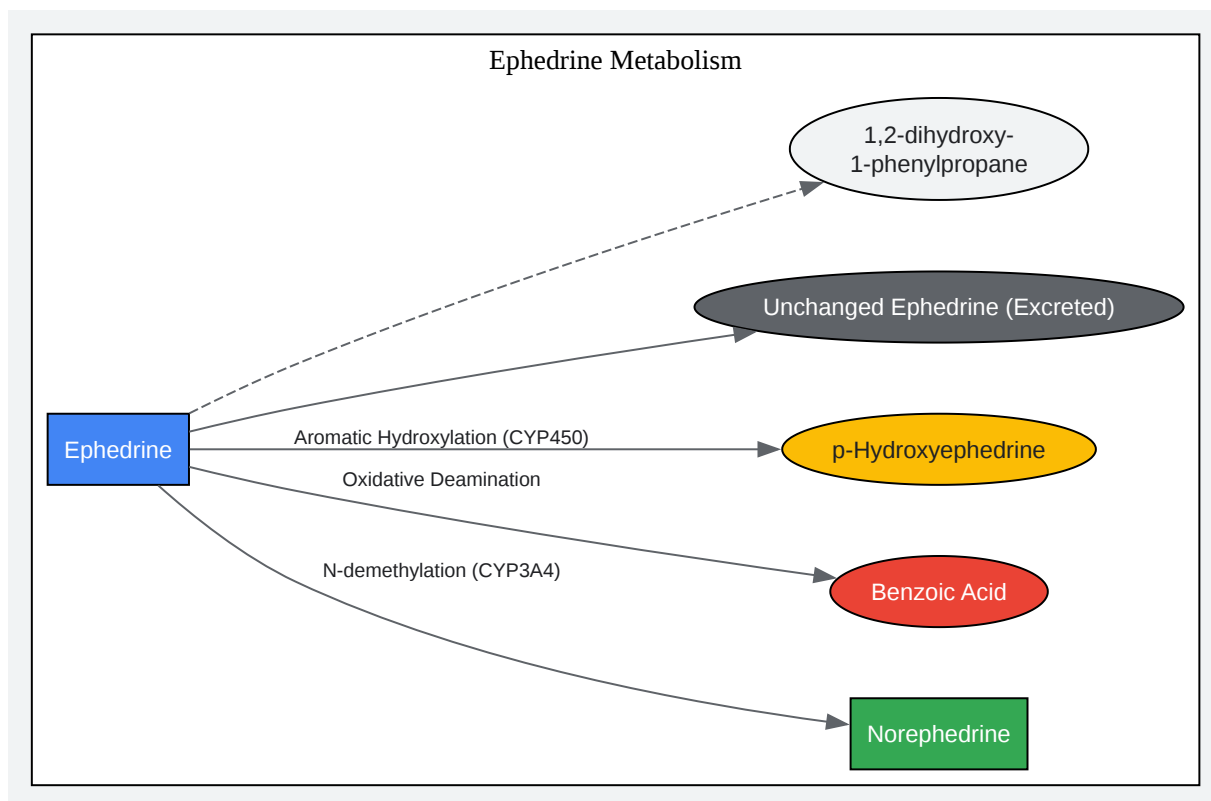 Ephedrine Metabolism
1,2-dihydroxy-
1-phenylpropane
Unchanged Ephedrine (Excreted)
Ephedrine
Aromatic Hydroxylation (CYP450)
p-Hydroxyephedrine
Oxidative Deamination
N-demethylation (CYP3A4)
Benzoic Acid
Norephedrine